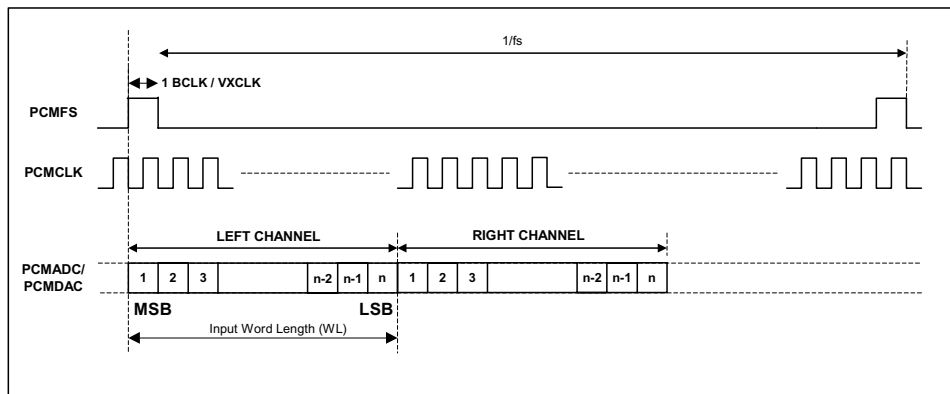 1/fs
1 BCLK / VXCLK
PCMFS
PCMCLK
LEFT CHANNEL RIGHT CHANNEL
PCMADC/
PCMDAC
1 2 3 n-2 n-1 n 1 2 3 n-2 n-1 n
MSB LSB
Input Word Length (WL)